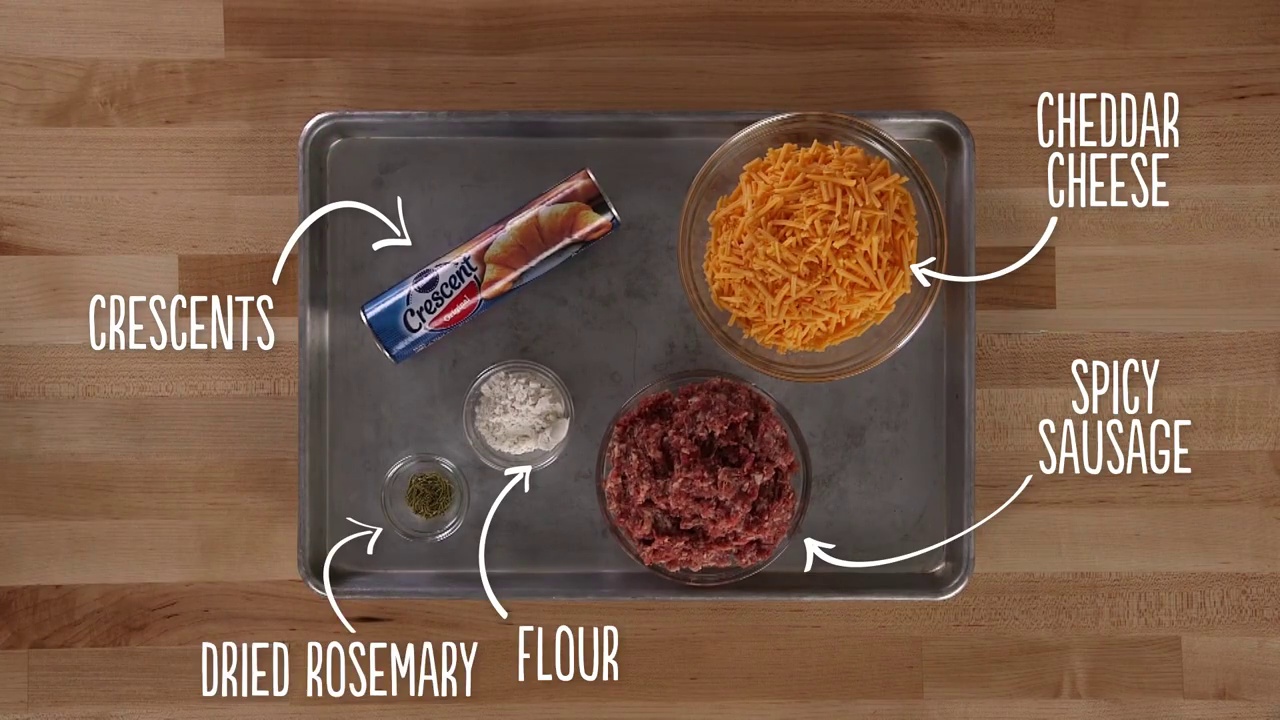 CHEDDAR
CHEESE
Crescent
Original
CRESCENTS
SPICY
SAUSAGE
DRIED ROSEMARY
FLOUR